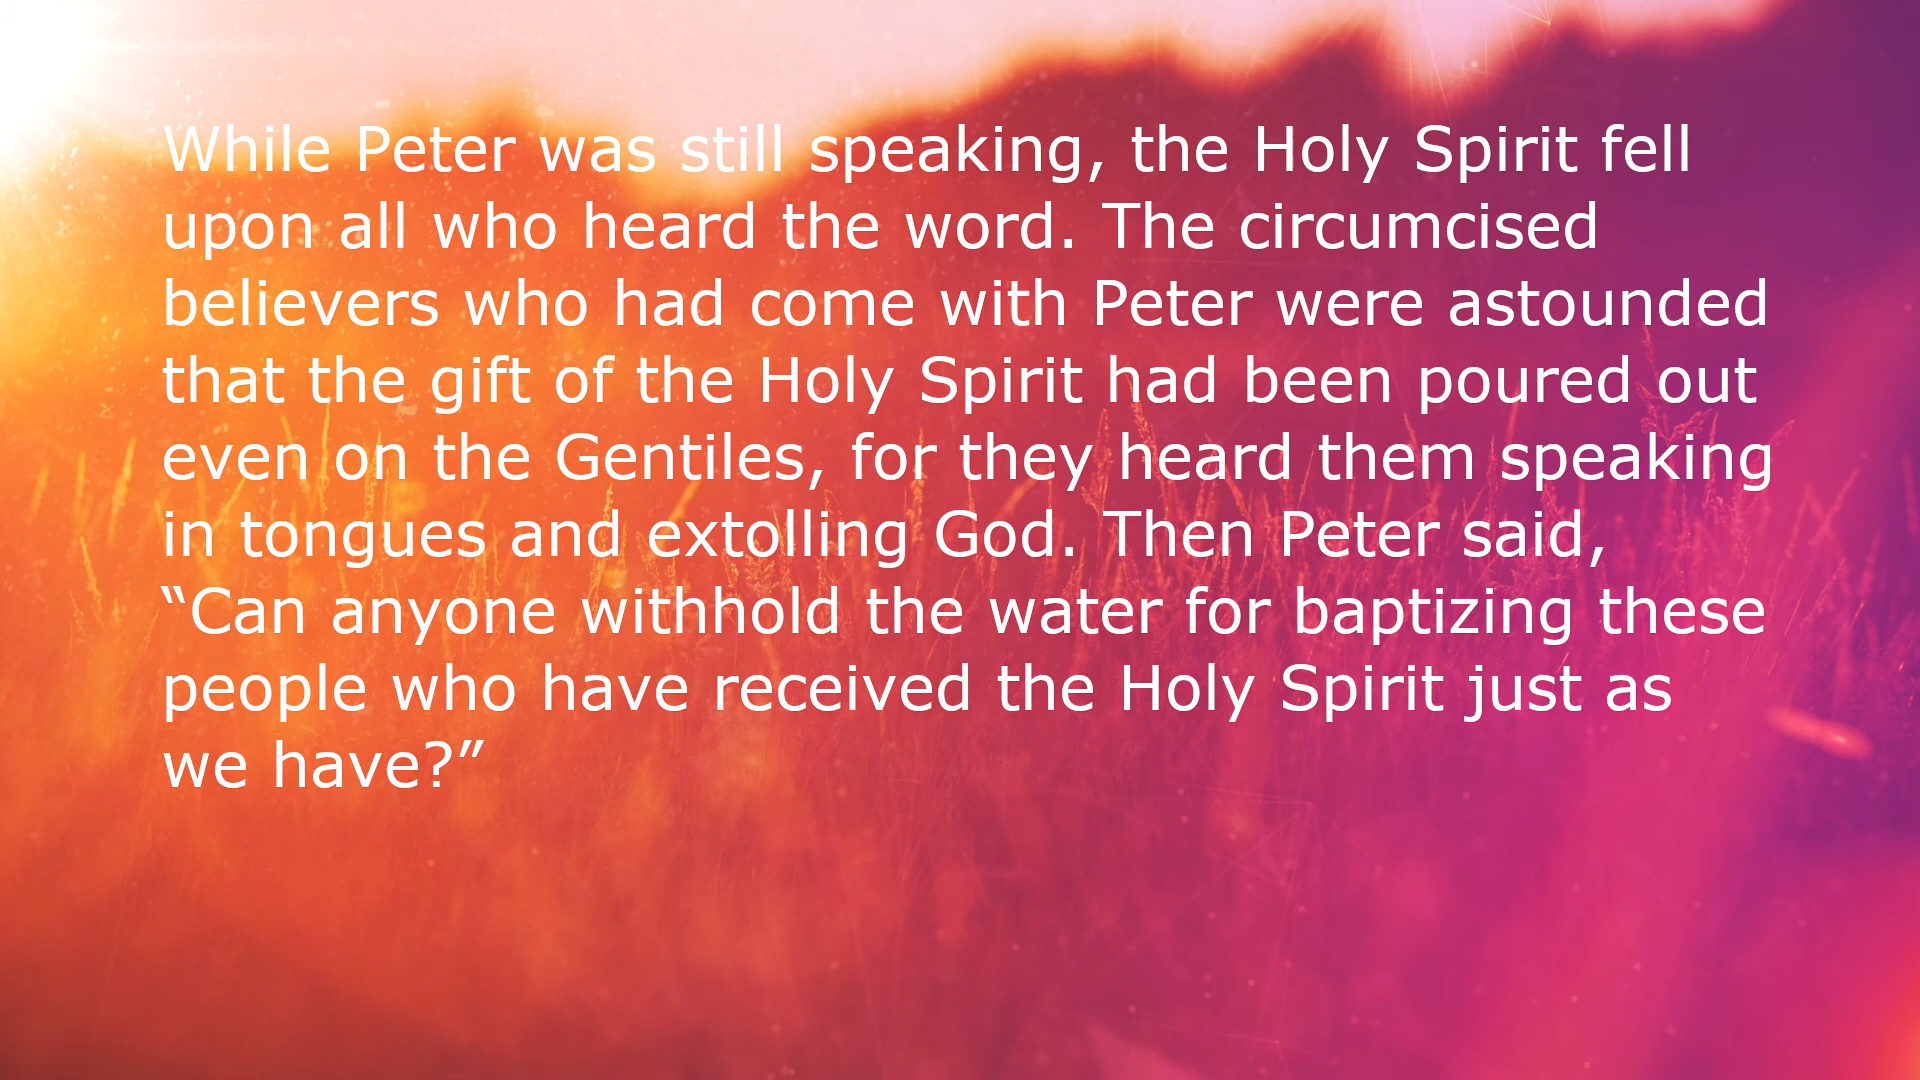 While Peter was still speaking, the Holy Spirit fell
upon all who heard the word. The circumcised
believers who had come with Peter were astounded
that the gift of the Holy Spirit had been poured out
even on the Gentiles, for they heard them speaking
in tongues and extolling God. Then Peter said,
“Can anyone withhold the water for baptizing these
people who have received the Holy Spirit just as
we have?”